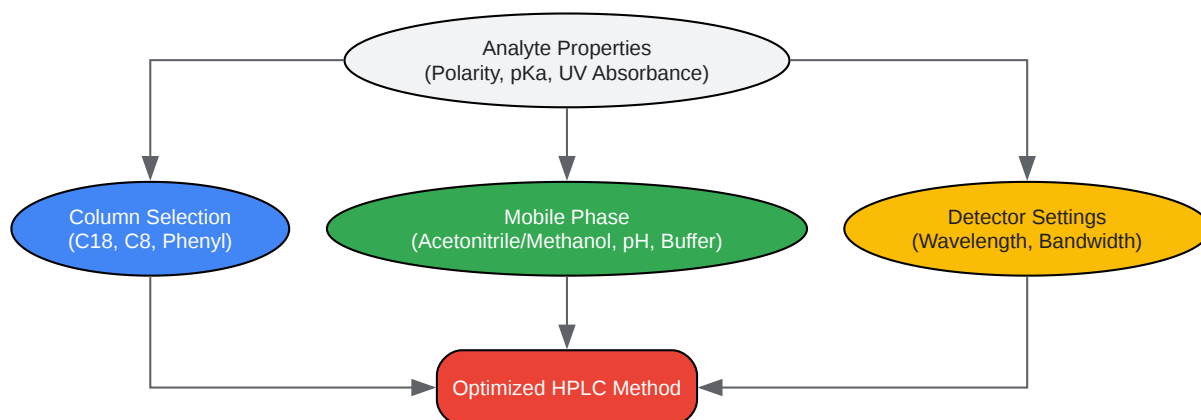 Analyte Properties
(Polarity, pKa, UV Absorbance)
Column Selection
(C18, C8, Phenyl)
Mobile Phase
(Acetonitrile/Methanol, pH, Buffer)
Detector Settings
(Wavelength, Bandwidth)
Optimized HPLC Method